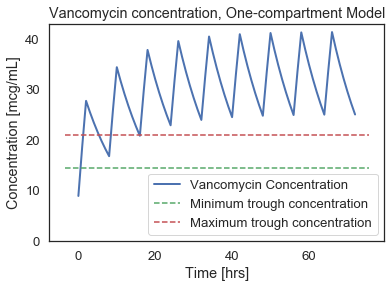 Vancomycin concentration, One-compartment Model
Concentration [mcg/mL]
40
30
20
10
0
Vancomycin Concentration
Minimum trough concentration
Maximum trough concentration
0 20 40 60
Time [hrs]